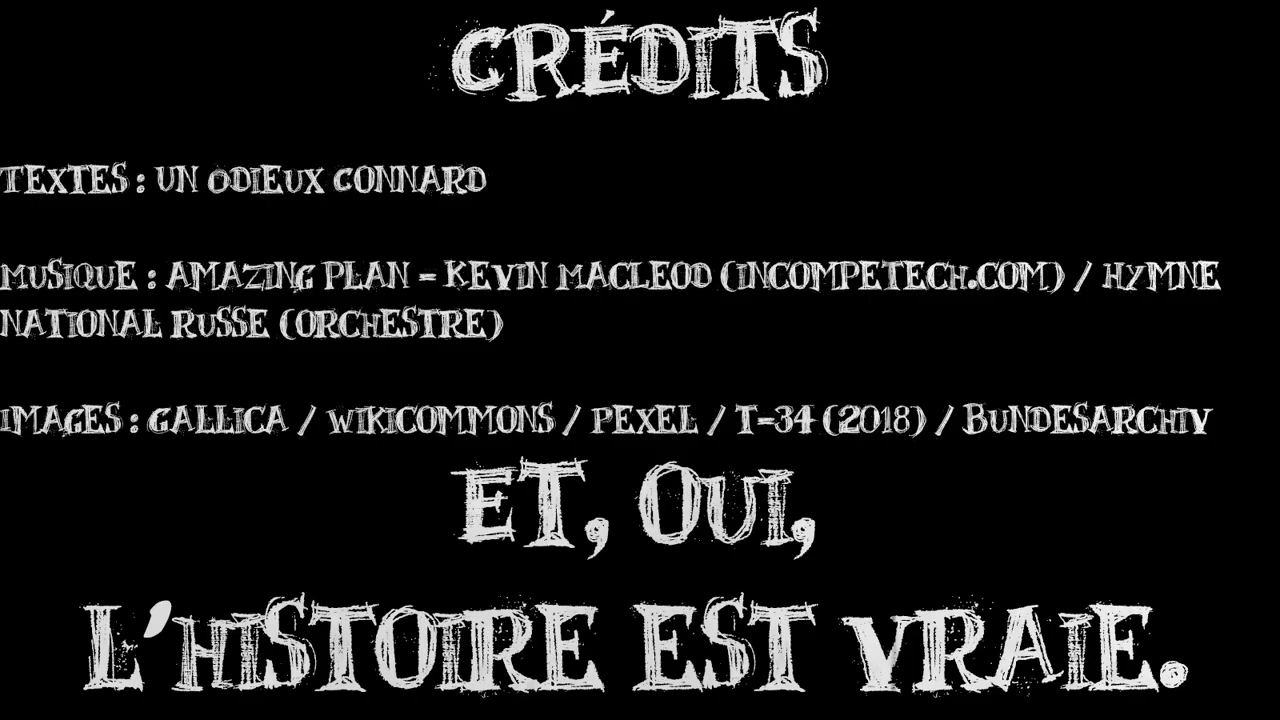 CRÉDITS
TEXTES : UN ODIEUX CONNARD
MUSIQUE : AMAZING PLAN - KEVIN MACLEOD (INCOMPETECH.COM) / HYMNE
NATIONAL RUSSE (ORCHESTRE)
IMAGES : GALLICA / WIKICOMMONS / PEXEL / T-34 (2018) / BUNDESARCHIV
ET, OUI,
L'HISTOIRE EST VRAIE.